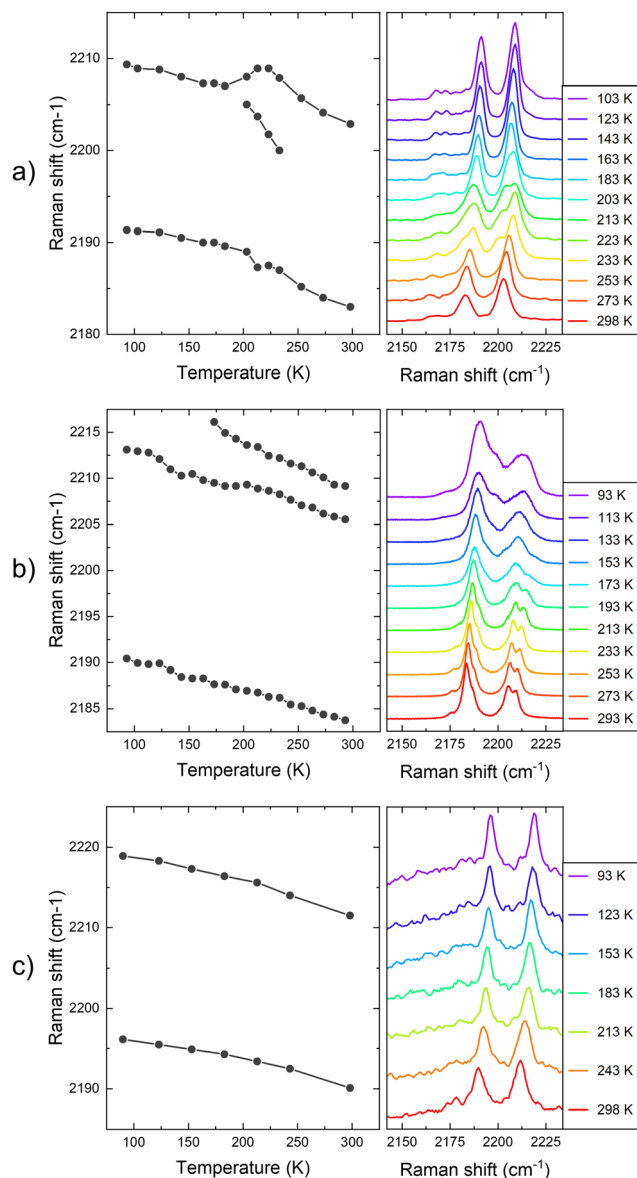 a)
Raman shift (cm-1)
2210
2200
2190
2180
100 150 200 250 300
Temperature (K)
2150 2175 2200 2225
Raman shift (cm⁻¹)
103 K
123 K
143 K
163 K
183 K
203 K
213 K
223 K
233 K
253 K
273 K
298 K
b)
Raman shift (cm-1)
2215
2210
2205
2200
2195
2190
2185
100 150 200 250 300
Temperature (K)
2150 2175 2200 2225
Raman shift (cm⁻¹)
93 K
113 K
133 K
153 K
173 K
193 K
213 K
233 K
253 K
273 K
293 K
c)
Raman shift (cm-1)
2220
2210
2200
2190
100 150 200 250 300
Temperature (K)
2150 2175 2200 2225
Raman shift (cm⁻¹)
93 K
123 K
153 K
183 K
213 K
243 K
298 K